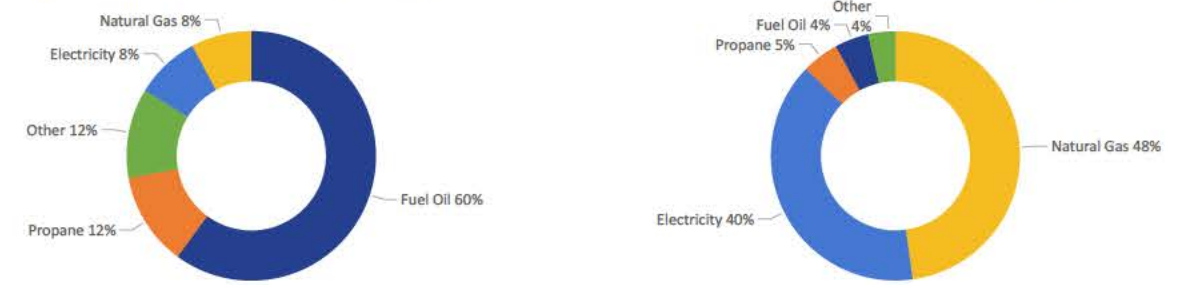 Natural Gas 8%
Electricity 8%
Other 12%
Propane 12%
Fuel Oil 60%
Other
4%
Fuel Oil 4%
Propane 5%
Electricity 40%
Natural Gas 48%